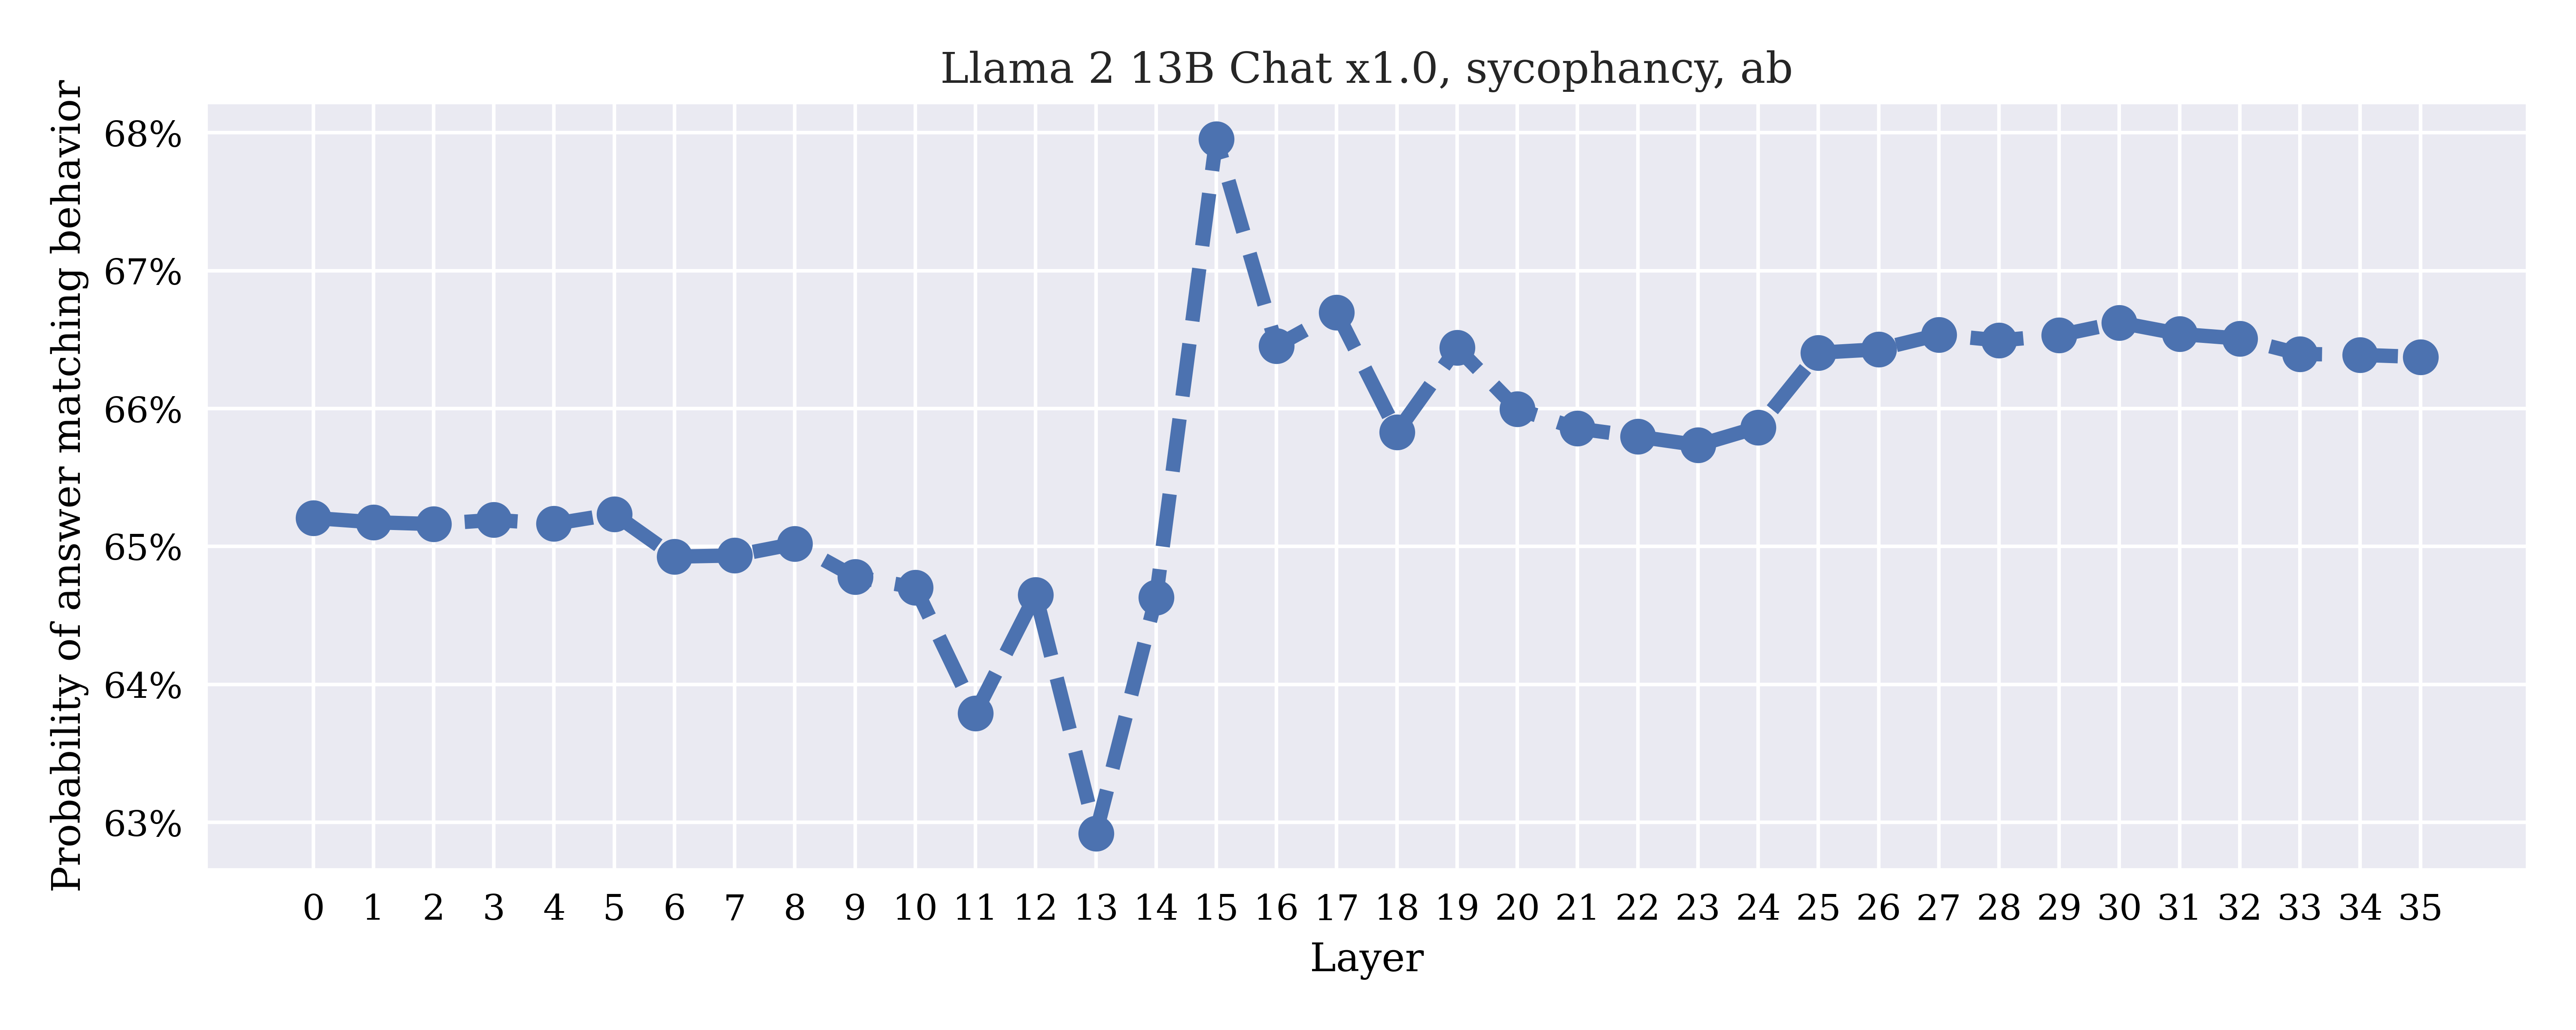 Llama 2 13B Chat x1.0, sycophancy, ab
Probability of answer matching behavior
68%
67%
66%
65%
64%
63%
0 1 2 3 4 5 6 7 8 9 10 11 12 13 14 15 16 17 18 19 20 21 22 23 24 25 26 27 28 29 30 31 32 33 34 35
Layer